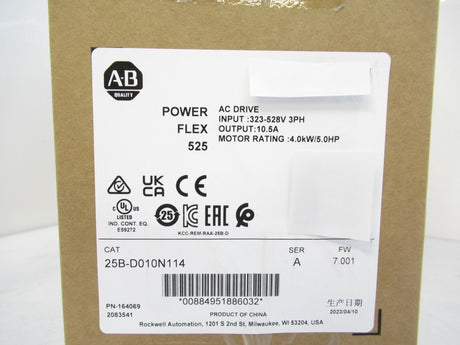 A-B
QUALITY
POWER
FLEX
525
AC DRIVE
INPUT :323-528V 3PH
OUTPUT:10.5A
MOTOR RATING :4.0kW/5.0HP
CE UK CA
c UL US
LISTED
IND. CONT. EQ.
E59272
25 EAC
KCC-REM-RAA-25B-D
CAT
25B-D010N114
SER
A
FW
7.001
*00884951886032*
PN-164069
2083541
PRODUCT OF CHINA
Rockwell Automation, 1201 S 2nd St, Milwaukee, WI 53204, USA
生产日期
2023/04/10